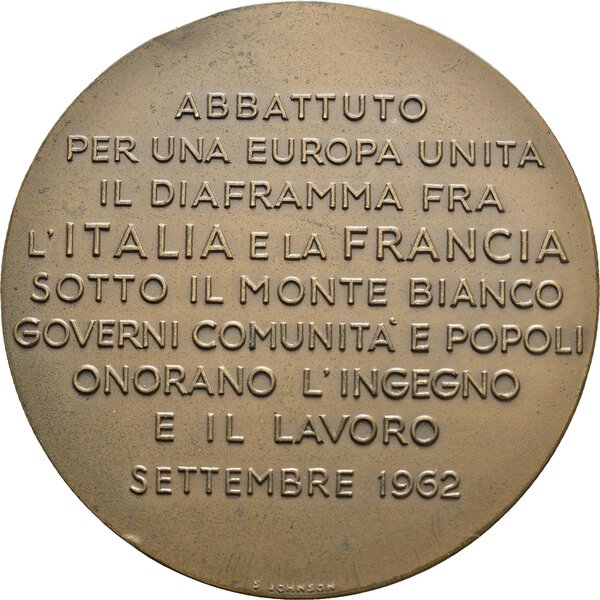 ABBATTUTO
PER UNA EUROPA UNITA
IL DIAFRAMMA FRA
L'ITALIA E LA FRANCIA
SOTTO IL MONTE BIANCO
GOVERNI COMUNITA' E POPOLI
ONORANO L'INGEGNO
E IL LAVORO
SETTEMBRE 1962
S JOHNSON